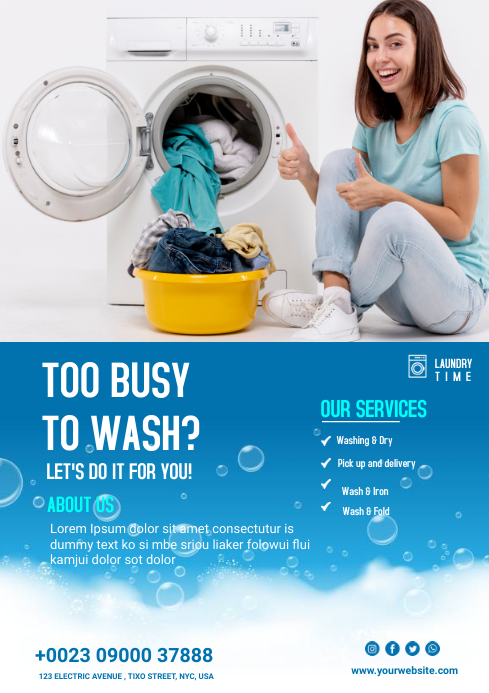 TOO BUSY
TO WASH?
LET'S DO IT FOR YOU!
ABOUT US
Lorem Ipsum dolor sit amet consectutur is
dummy text ko si mbe sriou liaker folowui flui
kamjui dolor sot dolor
LAUNDRY
TIME
OUR SERVICES
Washing & Dry
Pick up and delivery
Wash & Iron
Wash & Fold
+0023 09000 37888
123 ELECTRIC AVENUE , TIXO STREET, NYC, USA
www.yourwebsite.com